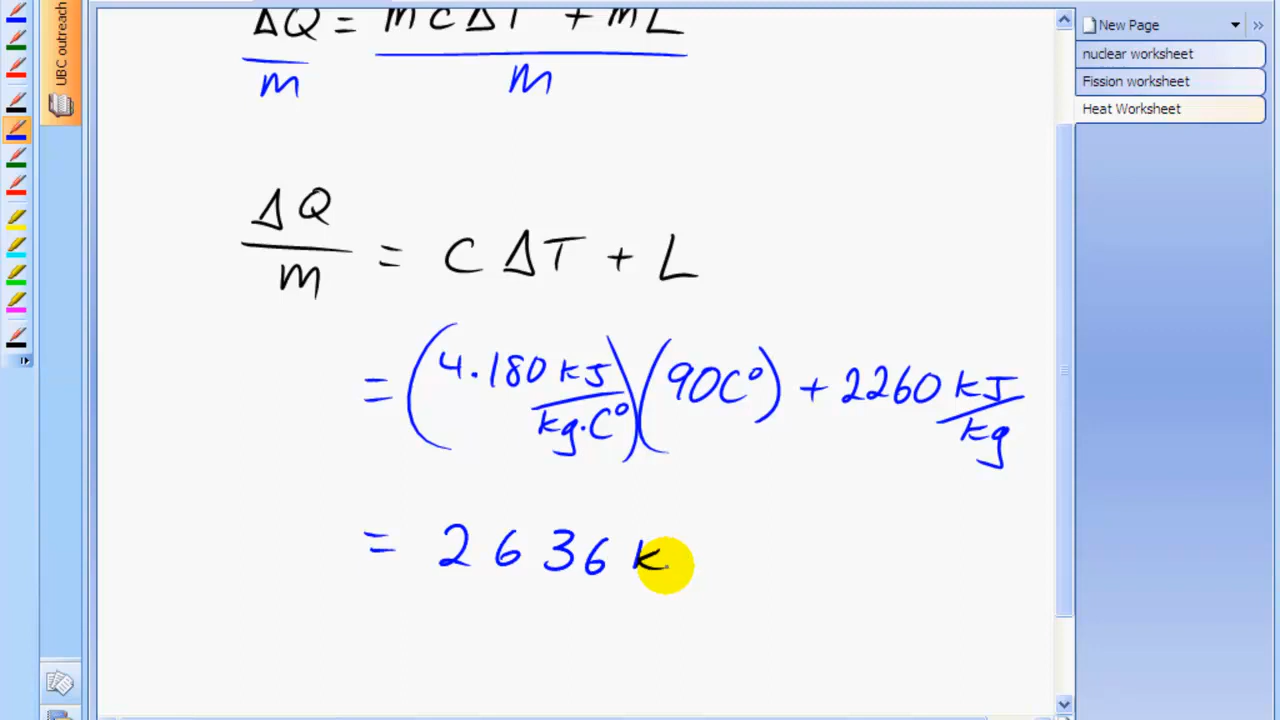 UBC outreach
New Page
nuclear worksheet
Fission worksheet
Heat Worksheet
ΔQ = mCΔT + mL
m m
ΔQ
m
= CΔT + L
= (4.180 kJ/kg·C°)(90C°) + 2260 kJ/kg
= 2636 k